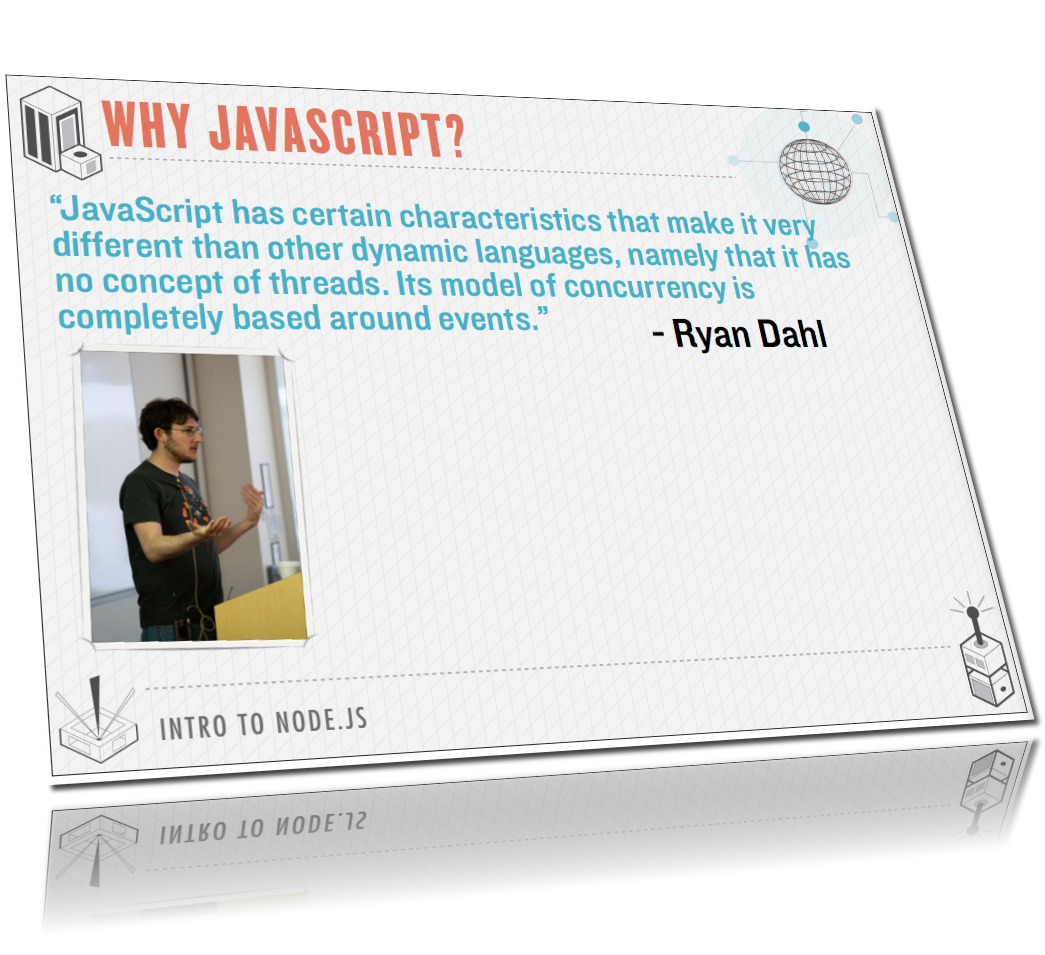 WHY JAVASCRIPT?
“JavaScript has certain characteristics that make it very
different than other dynamic languages, namely that it has
no concept of threads. Its model of concurrency is
completely based around events.”
- Ryan Dahl
INTRO TO NODE.JS
INTRO TO NODE.JS